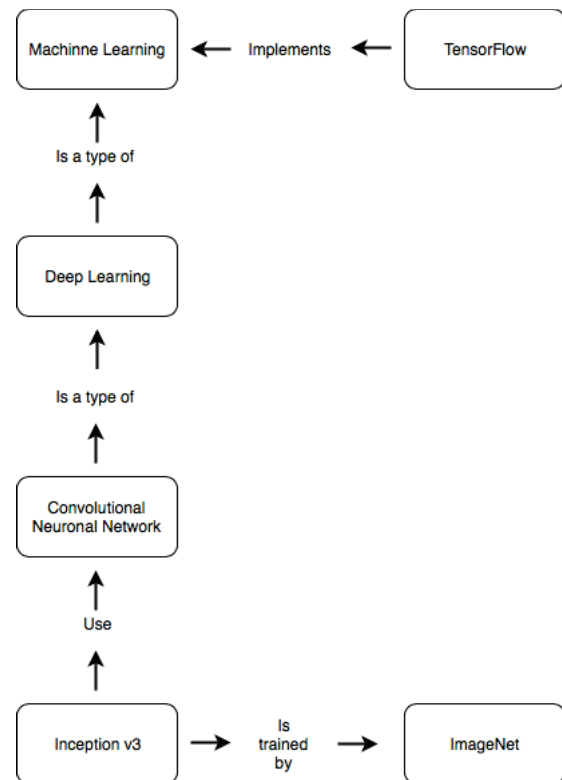 Machinne Learning
Implements
TensorFlow
Is a type of
Deep Learning
Is a type of
Convolutional
Neuronal Network
Use
Inception v3
Is
trained
by
ImageNet